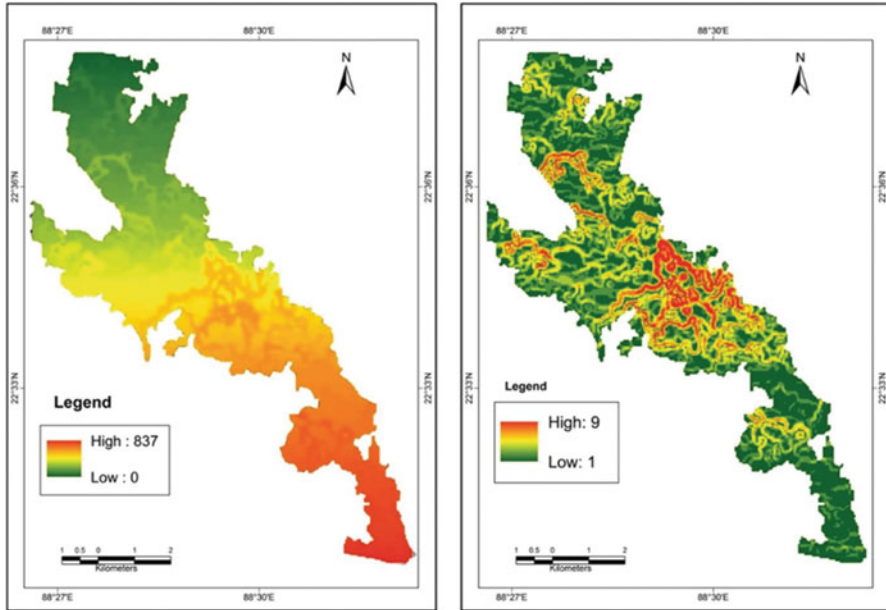 88°27'E 88°30'E
N
22°36'N 22°36'N
22°33'N 22°33'N
Legend
High : 837
Low : 0
1 0.5 0 1 2
Kilometers
88°27'E 88°30'E
88°27'E 88°30'E
N
22°36'N 22°36'N
22°33'N 22°33'N
Legend
High: 9
Low: 1
1 0.5 0 1 2
Kilometers
88°27'E 88°30'E